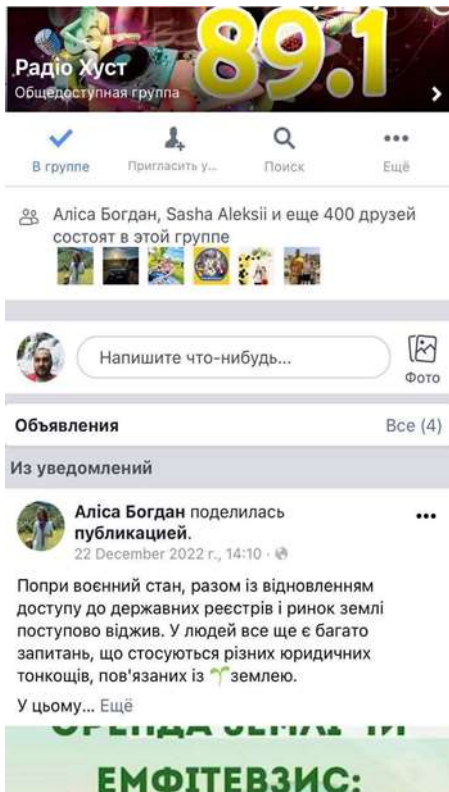 89.1
Радіо Хуст
Общедоступная группа
В группе
Пригласить у...
Поиск
Ещё
Аліса Богдан, Sasha Aleksii и еще 400 друзей
состоят в этой группе
Напишите что-нибудь...
Фото
Объявления
Все (4)
Из уведомлений
Аліса Богдан поделилась
публикацией.
22 December 2022 г., 14:10 ·
Попри воєнний стан, разом із відновленням
доступу до державних реєстрів і ринок землі
поступово віджив. У людей все ще є багато
запитань, що стосуються різних юридичних
тонкощів, пов'язаних із 🌱землею.
У цьому... Ещё
ОРЕНДА ЗЕМЛІ ЧИ
ЕМФІТЕВЗИС: